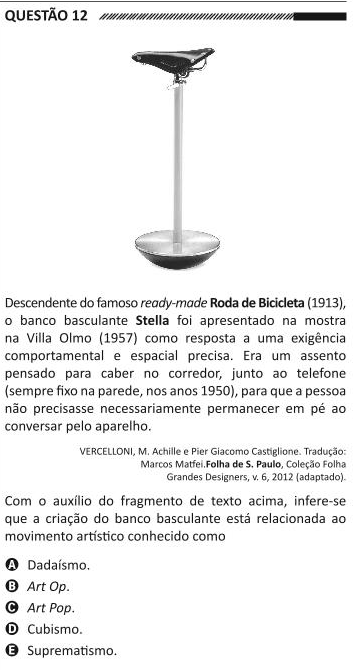 QUESTÃO 12
Descendente do famoso ready-made Roda de Bicicleta (1913),
o banco basculante Stella foi apresentado na mostra
na Villa Olmo (1957) como resposta a uma exigência
comportamental e espacial precisa. Era um assento
pensado para caber no corredor, junto ao telefone
(sempre fixo na parede, nos anos 1950), para que a pessoa
não precisasse necessariamente permanecer em pé ao
conversar pelo aparelho.
VERCELLONI, M. Achille e Pier Giacomo Castiglione. Tradução:
Marcos Matfei.Folha de S. Paulo, Coleção Folha
Grandes Designers, v. 6, 2012 (adaptado).
Com o auxílio do fragmento de texto acima, infere-se
que a criação do banco basculante está relacionada ao
movimento artístico conhecido como
A Dadaísmo.
B Art Op.
C Art Pop.
D Cubismo.
E Suprematismo.